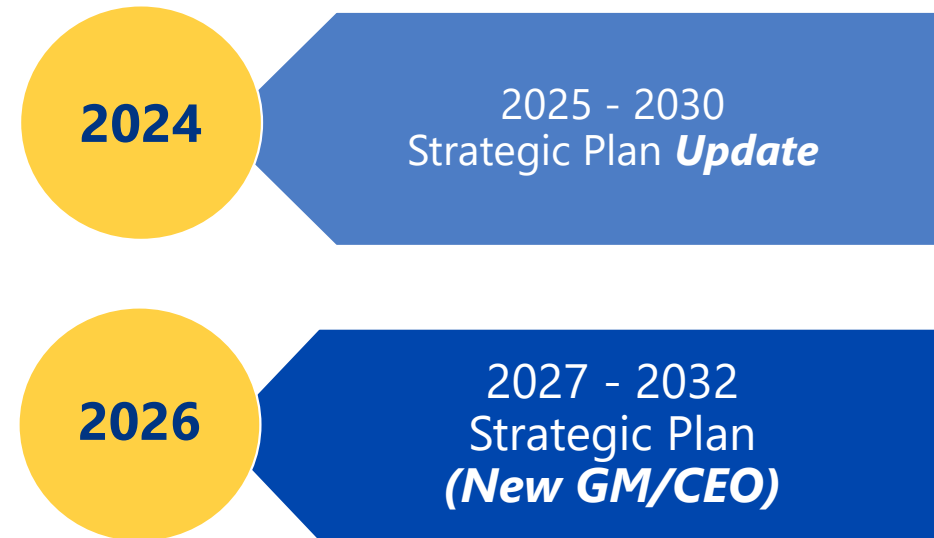 2024
2025 - 2030
Strategic Plan Update
2026
2027 - 2032
Strategic Plan
(New GM/CEO)